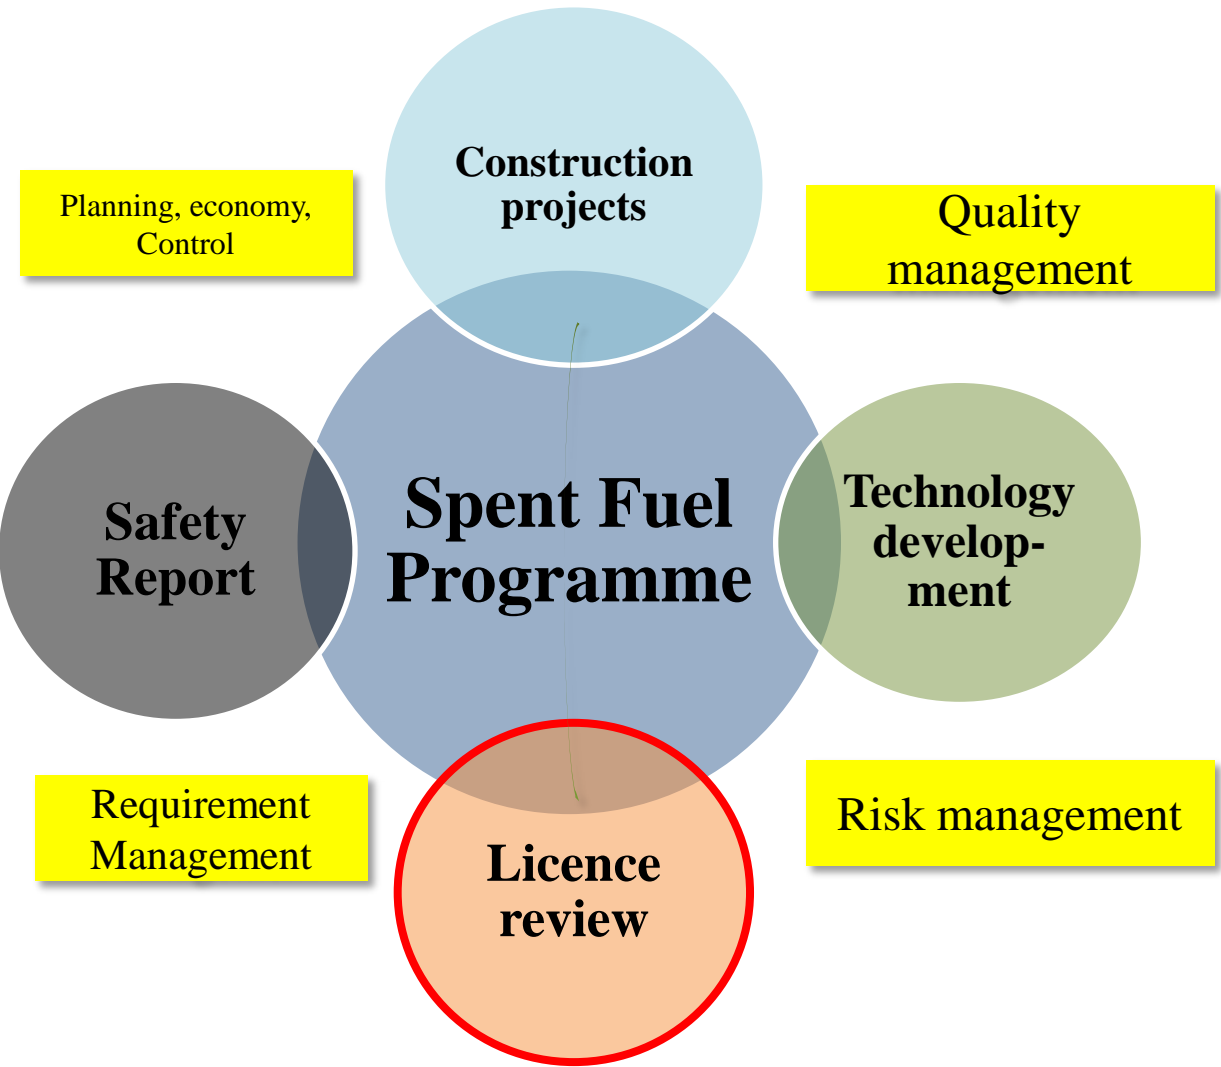 Construction
projects
Planning, economy,
Control
Quality
management
Safety
Report
Spent Fuel
Programme
Technology
develop-
ment
Requirement
Management
Risk management
Licence
review